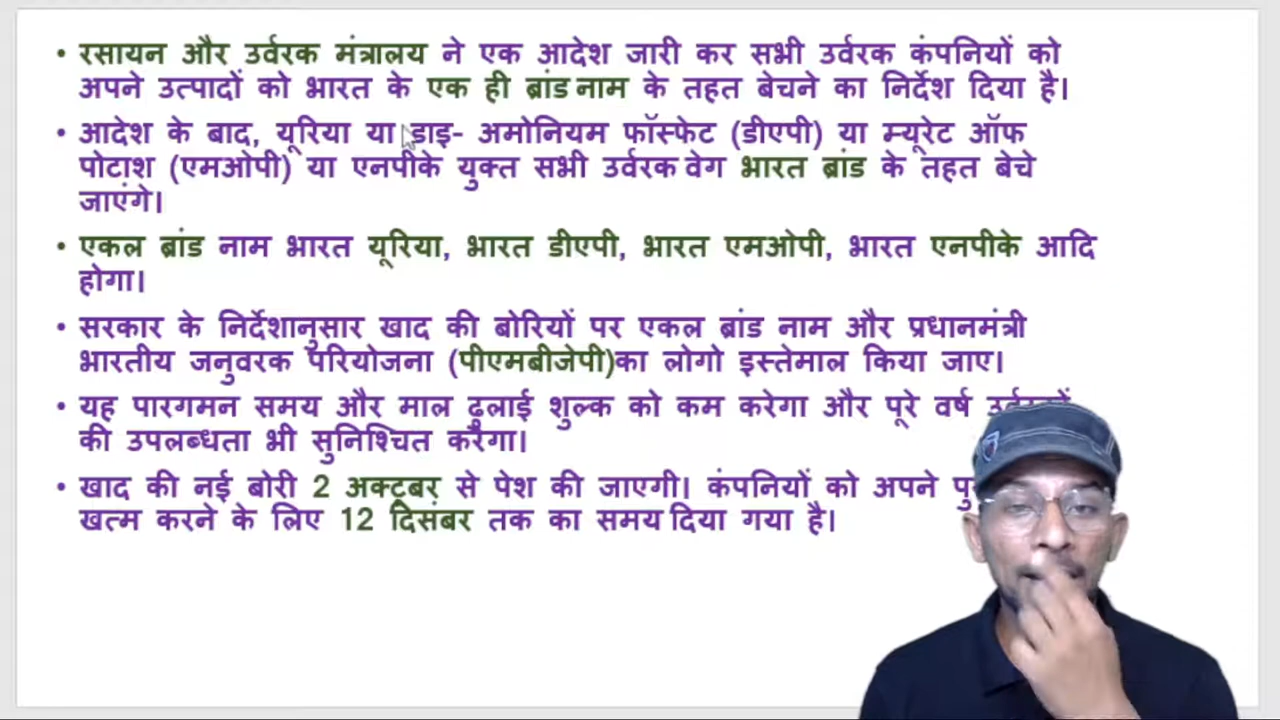 • रसायन और उर्वरक मंत्रालय ने एक आदेश जारी कर सभी उर्वरक कंपनियों को
अपने उत्पादों को भारत के एक ही ब्रांड नाम के तहत बेचने का निर्देश दिया है।
• आदेश के बाद, यूरिया या डाइ- अमोनियम फॉस्फेट (डीएपी) या म्यूरेट ऑफ
पोटाश (एमओपी) या एनपीके युक्त सभी उर्वरक वेग भारत ब्रांड के तहत बेचे
जाएंगे।
• एकल ब्रांड नाम भारत यूरिया, भारत डीएपी, भारत एमओपी, भारत एनपीके आदि
होगा।
• सरकार के निर्देशानुसार खाद की बोरियों पर एकल ब्रांड नाम और प्रधानमंत्री
भारतीय जनुवरक परियोजना (पीएमबीजेपी)का लोगो इस्तेमाल किया जाए।
• यह पारगमन समय और माल ढुलाई शुल्क को कम करेगा और पूरे वर्ष
की उपलब्धता भी सुनिश्चित करेगा।
• खाद की नई बोरी 2 अक्टूबर से पेश की जाएगी। कंपनियों को अपने
खत्म करने के लिए 12 दिसंबर तक का समय दिया गया है।